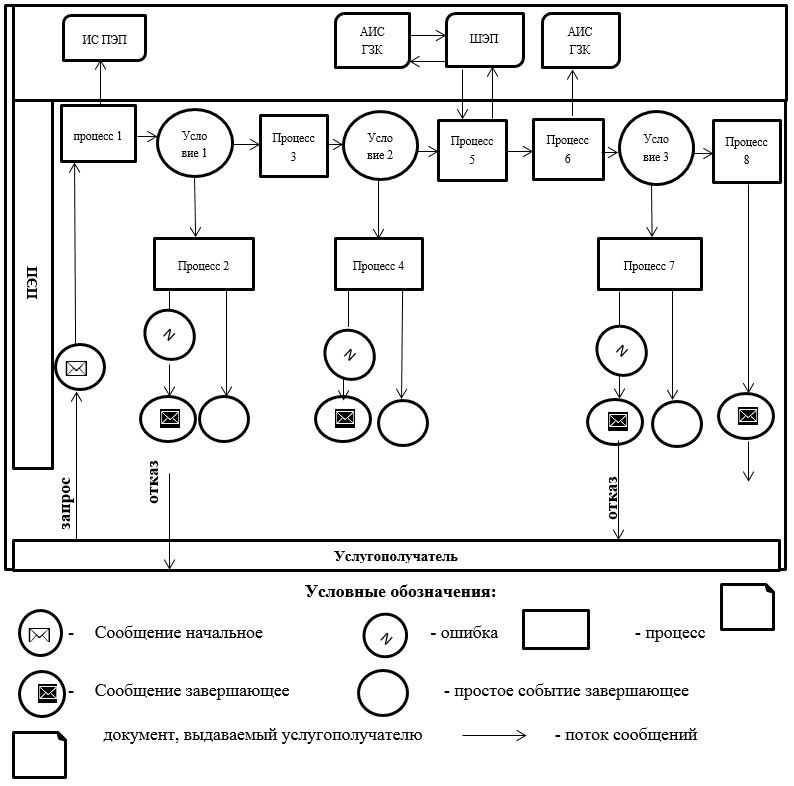 ИС ПЭП
АИС
ГЗК
ШЭП
АИС
ГЗК
процесс 1
Усло
вие 1
Процесс
3
Усло
вие 2
Процесс
5
Процесс
6
Усло
вие 3
Процесс
8
ПЭП
Процесс 2
Процесс 4
Процесс 7
N
N
N
запрос
отказ
отказ
Услугополучатель
Условные обозначения:
- Сообщение начальное
N - ошибка
- процесс
- Сообщение завершающее
- простое событие завершающее
документ, выдаваемый услугополучателю
- поток сообщений